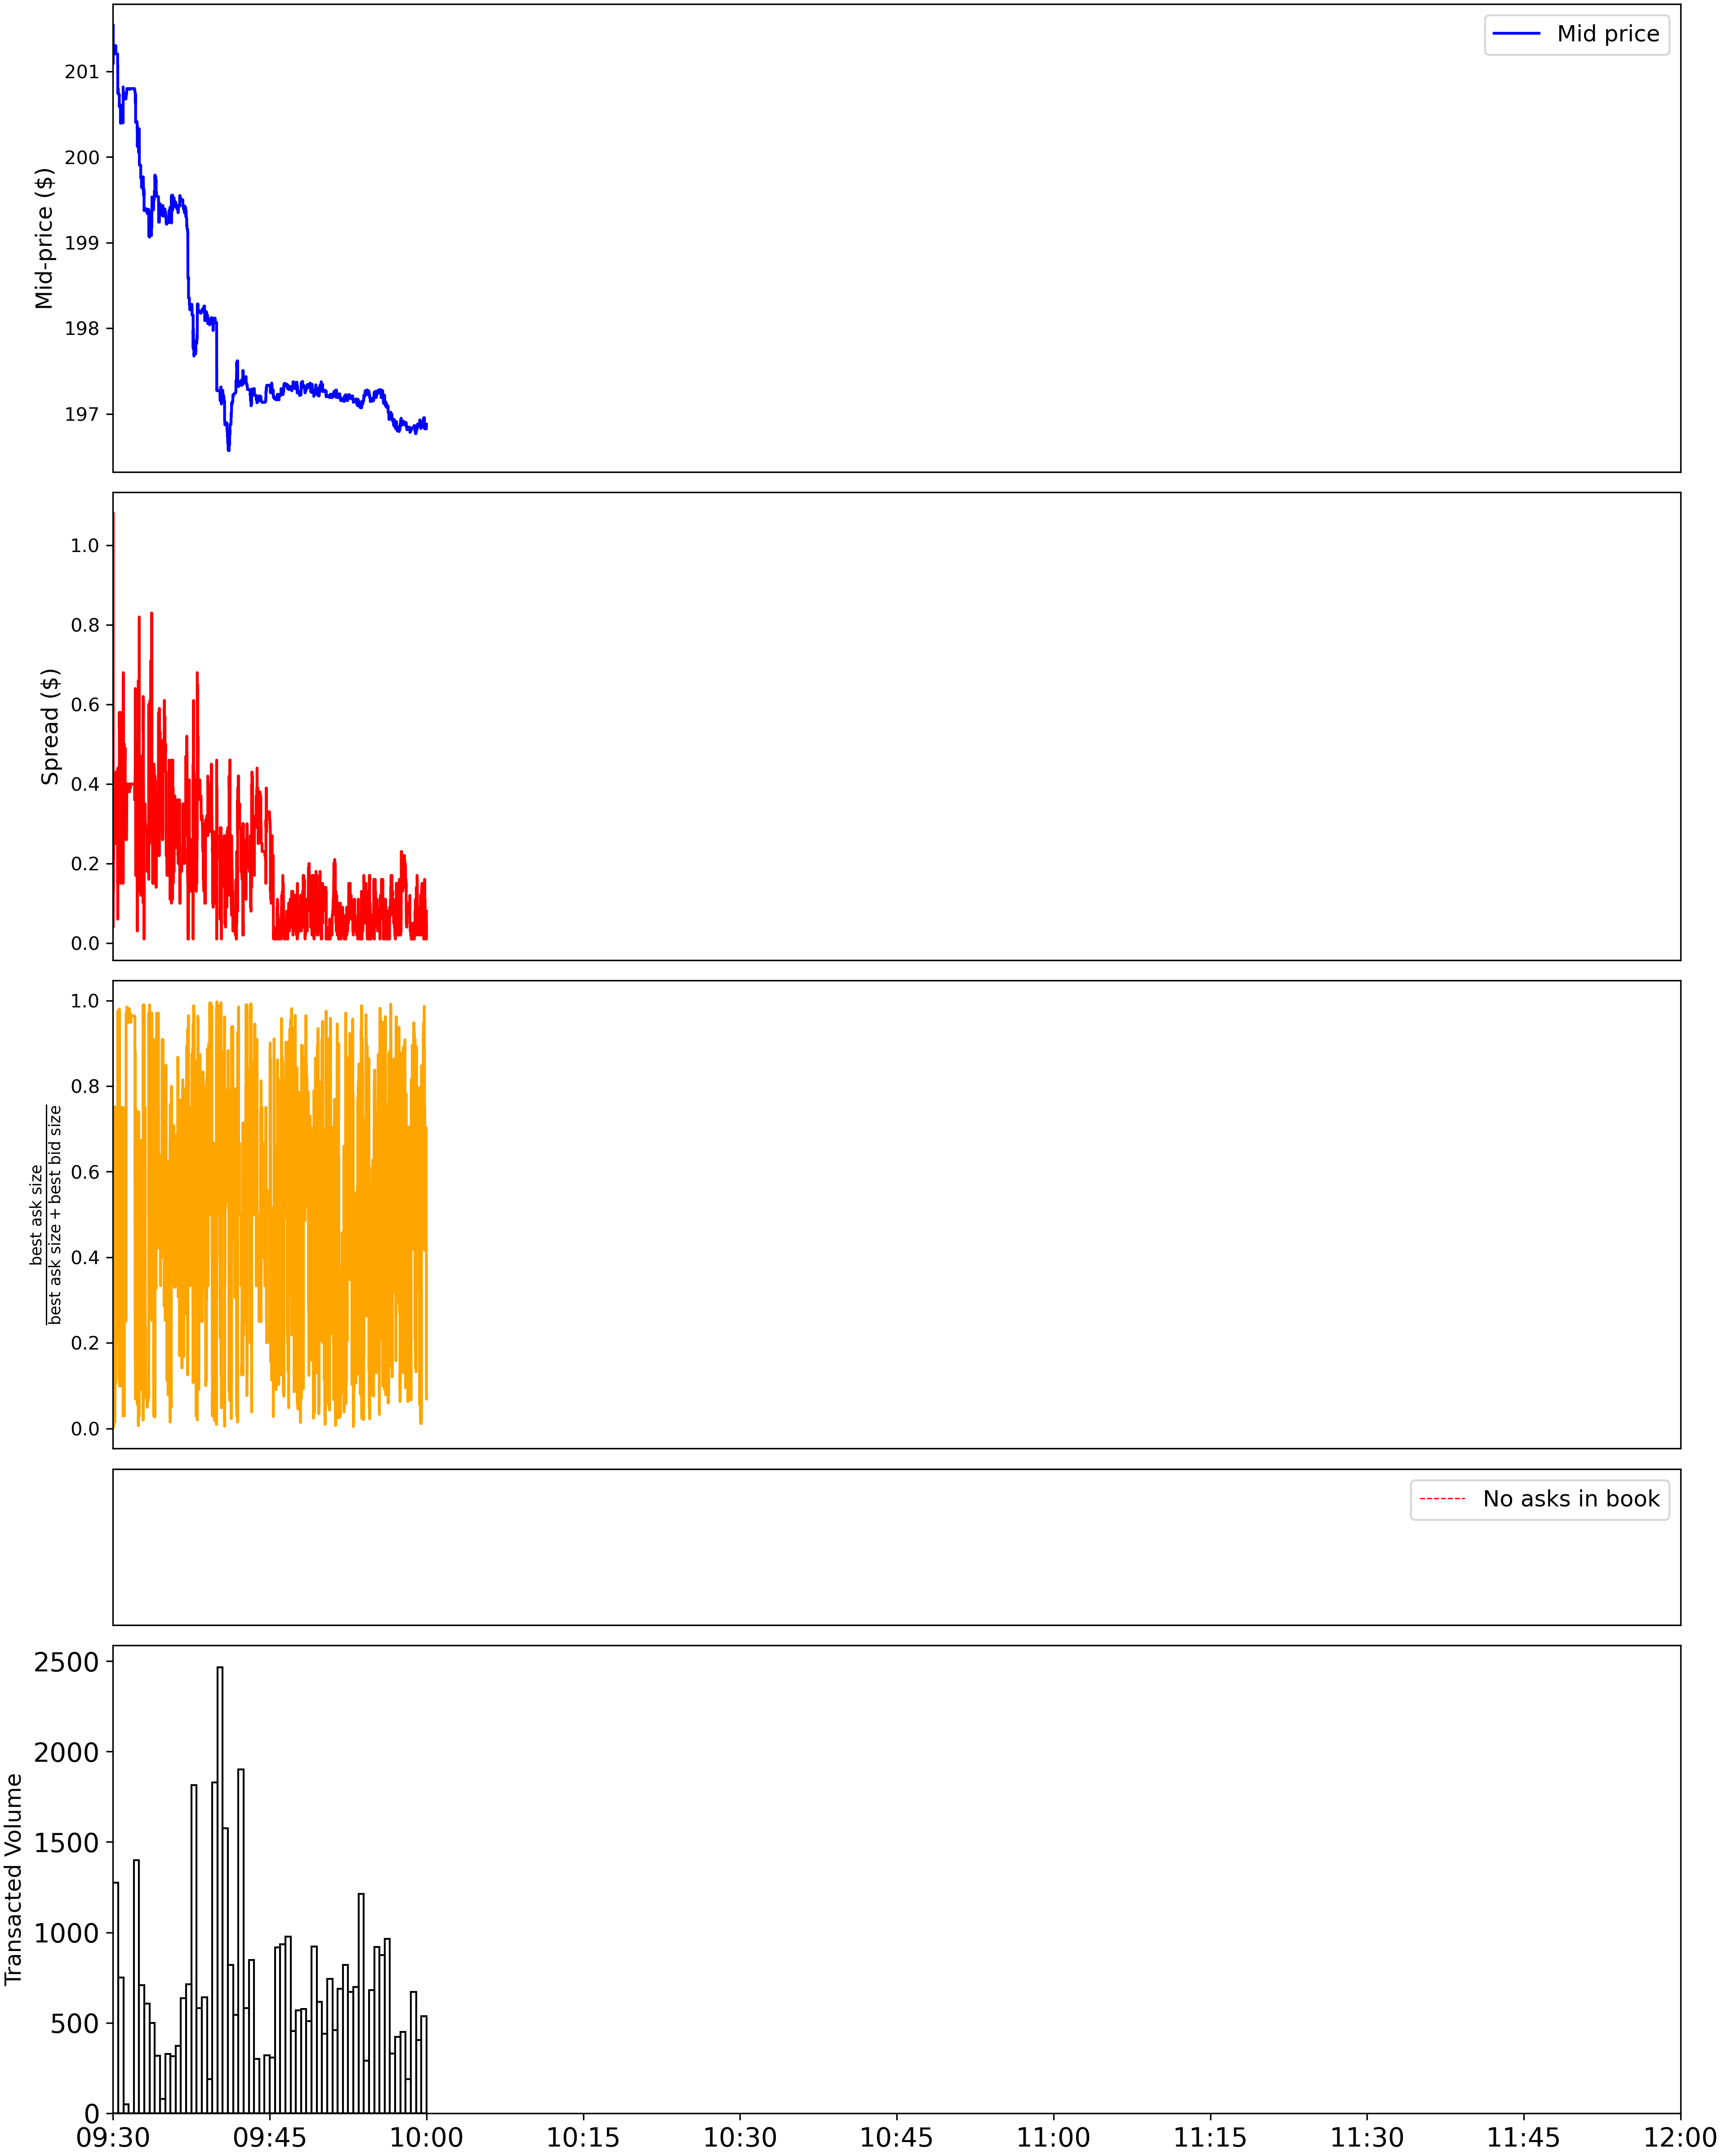 Mid price
201
200
199
198
197
Mid-price ($)
1.0
0.8
0.6
0.4
0.2
0.0
Spread ($)
1.0
0.8
0.6
0.4
0.2
0.0
best ask size
best ask size + best bid size
No asks in book
2500
2000
1500
1000
500
0
Transacted Volume
09:30 09:45 10:00 10:15 10:30 10:45 11:00 11:15 11:30 11:45 12:00